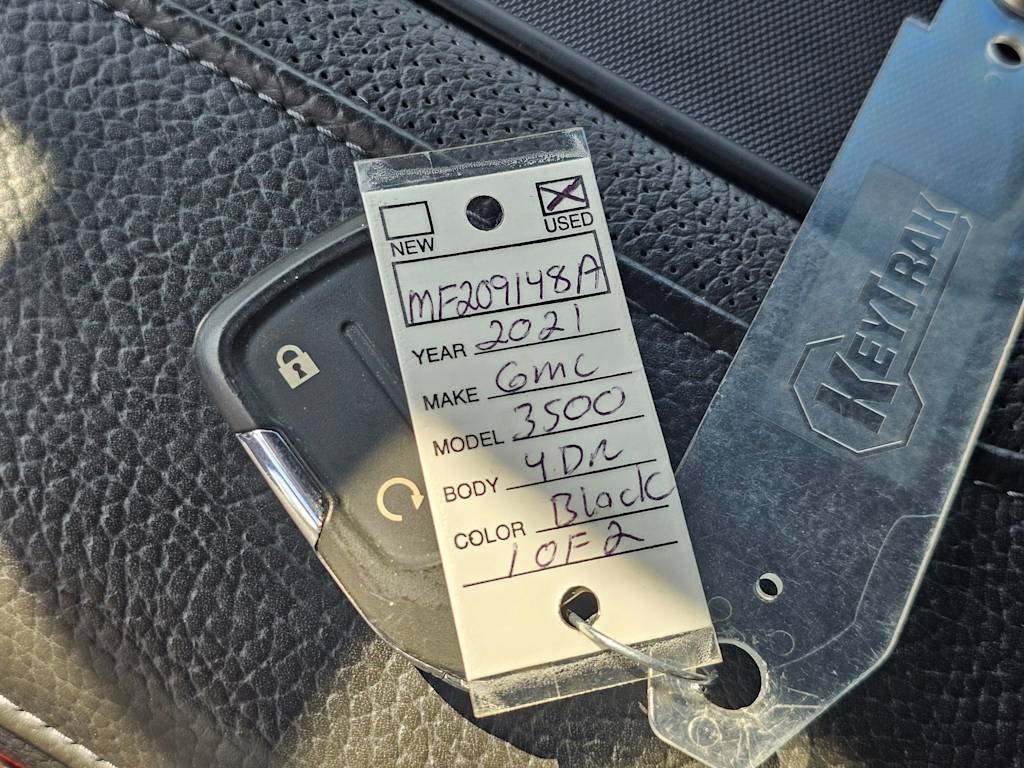 NEW
USED
MF209148A
YEAR 2021
MAKE GMC
MODEL 3500
BODY 4DR
COLOR Black
1 OF 2
KEYTRAK